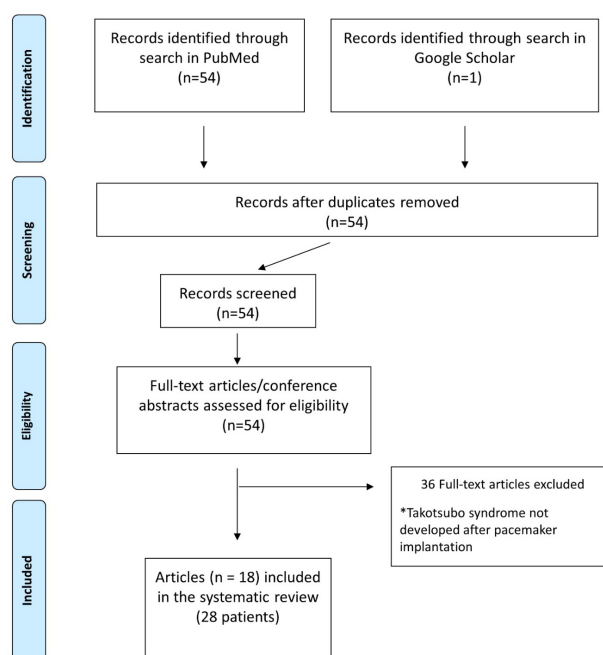 Identification
Records identified through
search in PubMed
(n=54)
Records identified through search in
Google Scholar
(n=1)
Screening
Records after duplicates removed
(n=54)
Records screened
(n=54)
Eligibility
Full-text articles/conference
abstracts assessed for eligibility
(n=54)
36 Full-text articles excluded
*Takotsubo syndrome not
developed after pacemaker
implantation
Included
Articles (n = 18) included
in the systematic review
(28 patients)